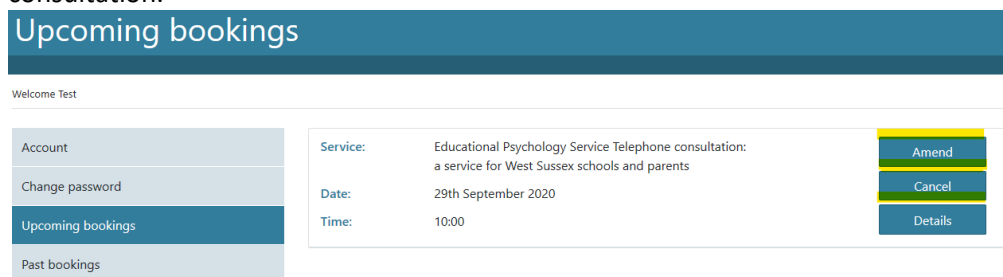 consultation.
Upcoming bookings
Welcome Test
Account
Change password
Upcoming bookings
Past bookings
Service: Educational Psychology Service Telephone consultation:
a service for West Sussex schools and parents
Date: 29th September 2020
Time: 10:00
Amend
Cancel
Details